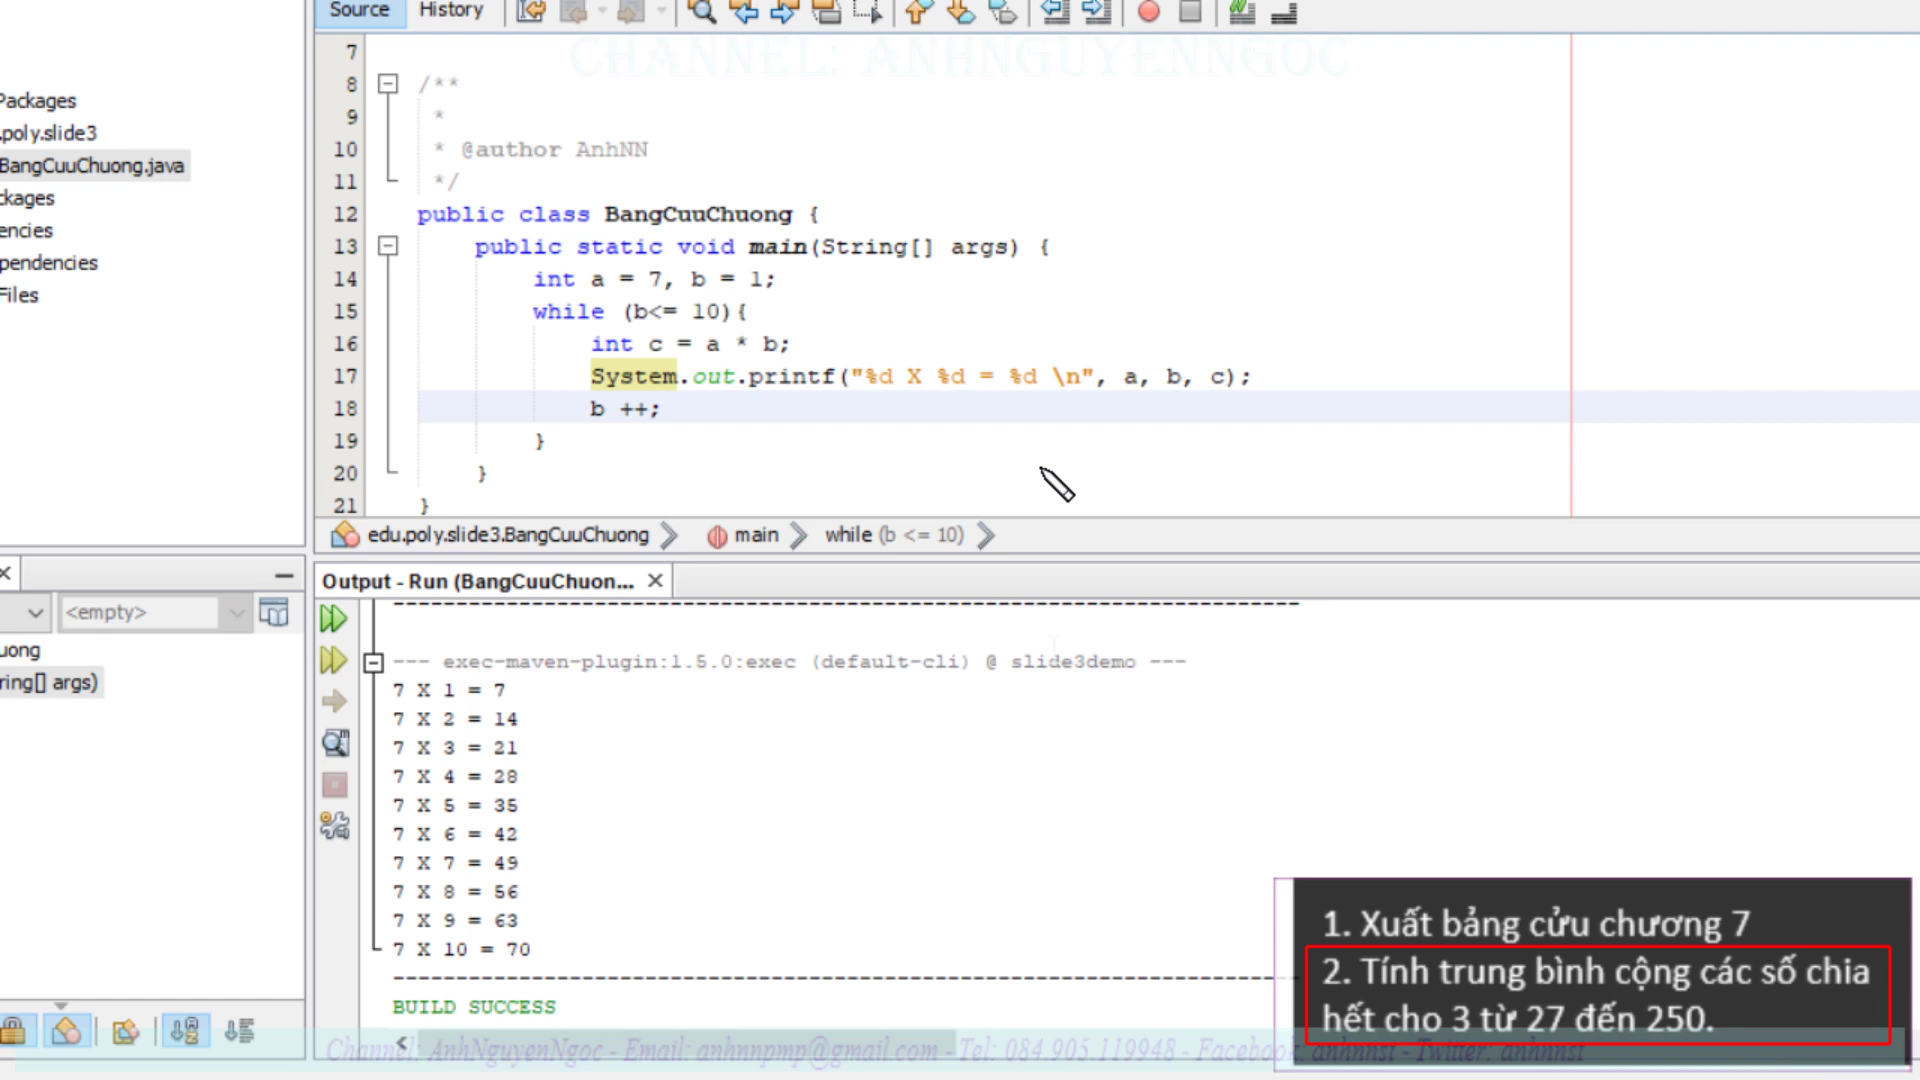 Source History
CHANNEL: ANHNGUYENNGOC
Packages
.poly.slide3
BangCuuChuong.java
ckages
encies
pendencies
Files
7
8 /**
9 *
10 * @author AnhNN
11 */
12 public class BangCuuChuong {
13 public static void main(String[] args) {
14 int a = 7, b = 1;
15 while (b<= 10){
16 int c = a * b;
17 System.out.printf("%d X %d = %d \n", a, b, c);
18 b ++;
19 }
20 }
21 }
edu.poly.slide3.BangCuuChuong main while (b <= 10)
<empty>
uong
ring[] args)
Output - Run (BangCuuChuon...
--- exec-maven-plugin:1.5.0:exec (default-cli) @ slide3demo ---
7 X 1 = 7
7 X 2 = 14
7 X 3 = 21
7 X 4 = 28
7 X 5 = 35
7 X 6 = 42
7 X 7 = 49
7 X 8 = 56
7 X 9 = 63
7 X 10 = 70
------------------------------------------------------------------------
BUILD SUCCESS
1. Xuất bảng cửu chương 7
2. Tính trung bình cộng các số chia
hết cho 3 từ 27 đến 250.
Channel: AnhNguyenNgoc - Email: anhnnpmp@gmail.com - Tel: 084.905.119948 - Facebook: anhnnst - Twitter: anhnnst